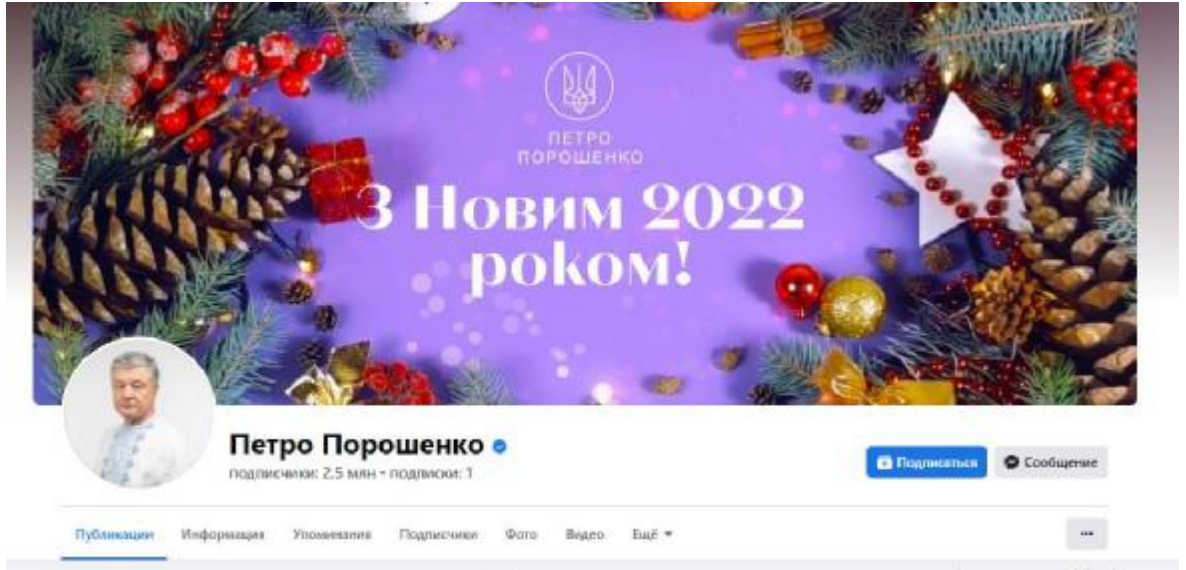 ПЕТРО
ПОРОШЕНКО
З Новим 2022
роком!
Петро Порошенко
подписчики: 2,5 млн • подписки: 1
Подписаться
Сообщение
Публикации Информация Упоминания Подписчики Фото Видео Ещё